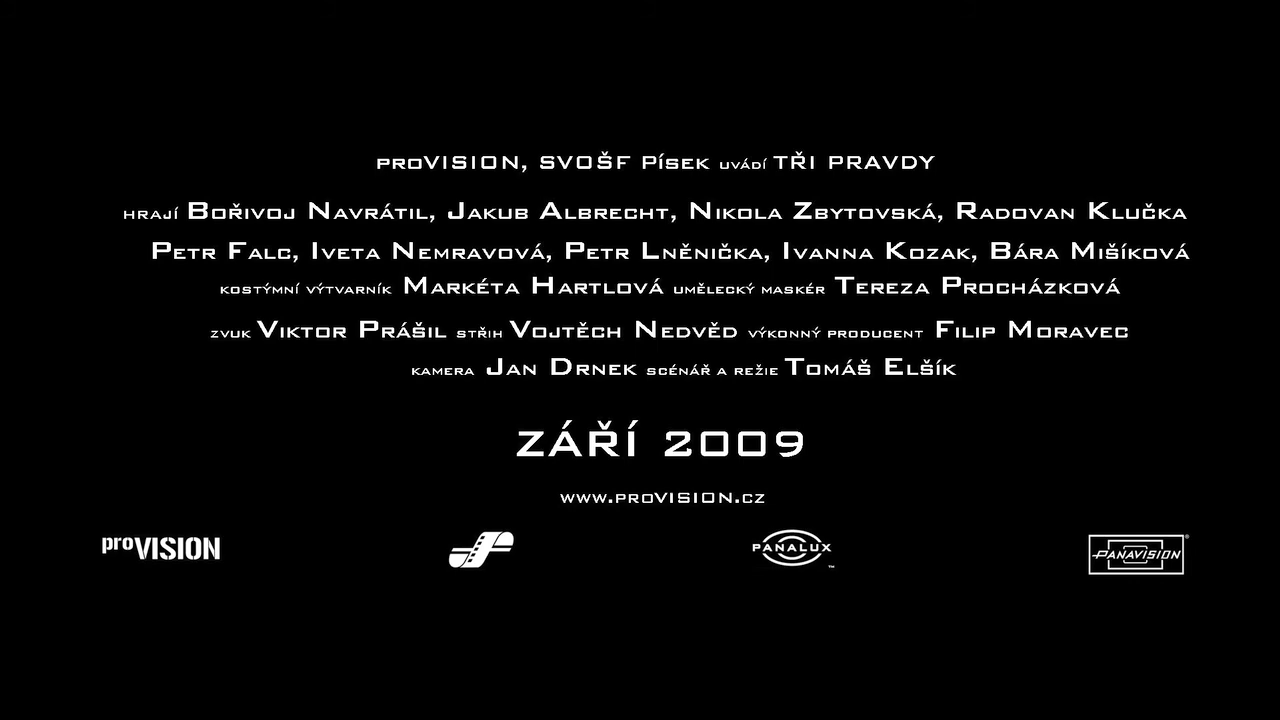 proVISION, SVOŠF Písek uvádí TŘI PRAVDY
hrají Bořivoj Navrátil, Jakub Albrecht, Nikola Zbytovská, Radovan Klučka
Petr Falc, Iveta Nemravová, Petr Lněnička, Ivanna Kozak, Bára Mišíková
kostýmní výtvarník Markéta Hartlová umělecký maskér Tereza Procházková
zvuk Viktor Prášil střih Vojtěch Nedvěd výkonný producent Filip Moravec
kamera Jan Drnek scénář a režie Tomáš Elšík
ZÁŘÍ 2009
www.proVISION.cz
proVISION
PANALUX ™
PANAVISION ®